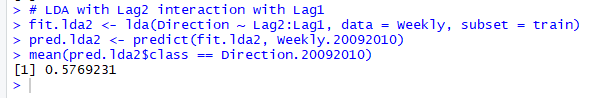 > # LDA with Lag2 interaction with Lag1
> fit.lda2 <- lda(Direction ~ Lag2:Lag1, data = Weekly, subset = train)
> pred.lda2 <- predict(fit.lda2, Weekly.20092010)
> mean(pred.lda2$class == Direction.20092010)
[1] 0.5769231
>